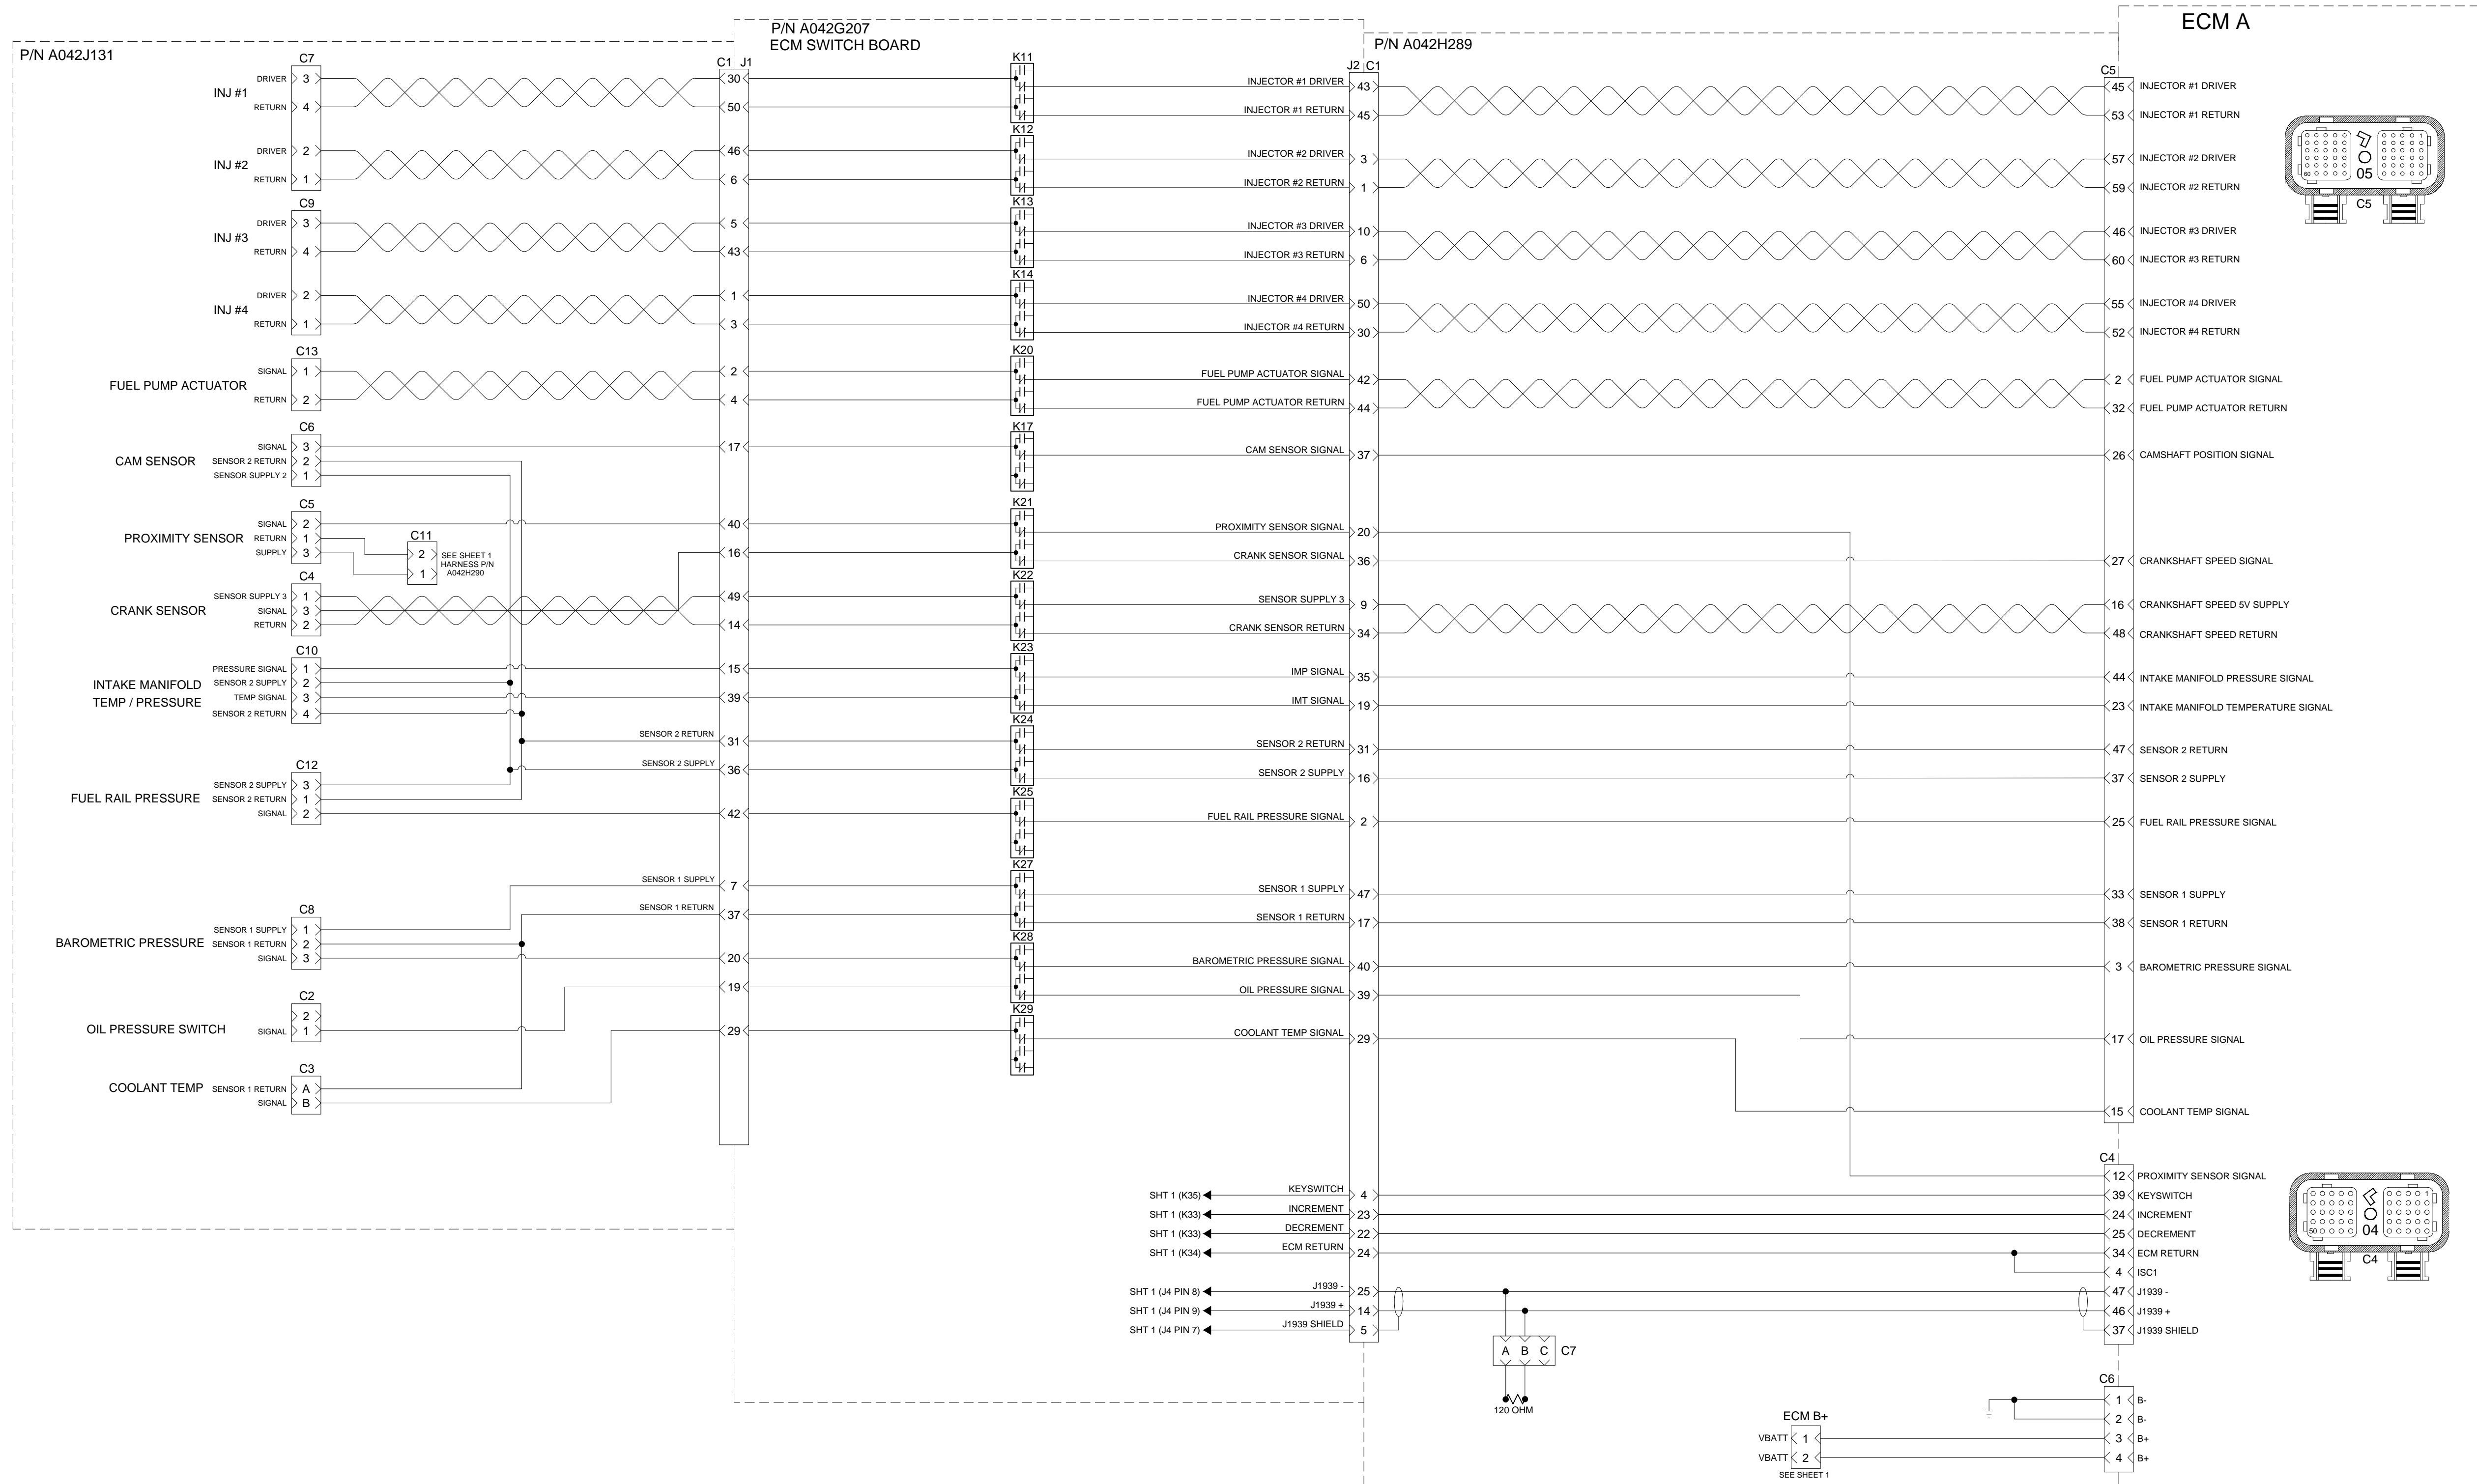 P/N A042J131
P/N A042G207
ECM SWITCH BOARD
P/N A042H289
ECM A
C7
C1 J1
K11
J2 C1
C5
INJ #1
DRIVER 3
30
INJECTOR #1 DRIVER 43
45 INJECTOR #1 DRIVER
RETURN 4
50
INJECTOR #1 RETURN 45
53 INJECTOR #1 RETURN
K12
INJ #2
DRIVER 2
46
INJECTOR #2 DRIVER 3
57 INJECTOR #2 DRIVER
RETURN 1
6
INJECTOR #2 RETURN 1
59 INJECTOR #2 RETURN
1
60
05
C5
C9
K13
INJ #3
DRIVER 3
5
INJECTOR #3 DRIVER 10
46 INJECTOR #3 DRIVER
RETURN 4
43
INJECTOR #3 RETURN 6
60 INJECTOR #3 RETURN
K14
INJ #4
DRIVER 2
1
INJECTOR #4 DRIVER 50
55 INJECTOR #4 DRIVER
RETURN 1
3
INJECTOR #4 RETURN 30
52 INJECTOR #4 RETURN
C13
K20
FUEL PUMP ACTUATOR
SIGNAL 1
2
FUEL PUMP ACTUATOR SIGNAL 42
2 FUEL PUMP ACTUATOR SIGNAL
RETURN 2
4
FUEL PUMP ACTUATOR RETURN 44
32 FUEL PUMP ACTUATOR RETURN
C6
K17
CAM SENSOR
SIGNAL 3
17
CAM SENSOR SIGNAL 37
26 CAMSHAFT POSITION SIGNAL
SENSOR 2 RETURN 2
SENSOR SUPPLY 2 1
C5
K21
PROXIMITY SENSOR
SIGNAL 2
40
PROXIMITY SENSOR SIGNAL 20
RETURN 1
SUPPLY 3
C11
2
1
SEE SHEET 1
HARNESS P/N
A042H290
16
CRANK SENSOR SIGNAL 36
27 CRANKSHAFT SPEED SIGNAL
C4
K22
CRANK SENSOR
SENSOR SUPPLY 3 1
49
SENSOR SUPPLY 3 9
16 CRANKSHAFT SPEED 5V SUPPLY
SIGNAL 3
RETURN 2
14
CRANK SENSOR RETURN 34
48 CRANKSHAFT SPEED RETURN
C10
K23
INTAKE MANIFOLD
TEMP / PRESSURE
PRESSURE SIGNAL 1
15
IMP SIGNAL 35
44 INTAKE MANIFOLD PRESSURE SIGNAL
SENSOR 2 SUPPLY 2
TEMP SIGNAL 3
39
IMT SIGNAL 19
23 INTAKE MANIFOLD TEMPERATURE SIGNAL
SENSOR 2 RETURN 4
K24
SENSOR 2 RETURN 31
SENSOR 2 RETURN 31
47 SENSOR 2 RETURN
SENSOR 2 SUPPLY 36
SENSOR 2 SUPPLY 16
37 SENSOR 2 SUPPLY
C12
K25
FUEL RAIL PRESSURE
SENSOR 2 SUPPLY 3
SENSOR 2 RETURN 1
SIGNAL 2
42
FUEL RAIL PRESSURE SIGNAL 2
25 FUEL RAIL PRESSURE SIGNAL
K27
SENSOR 1 SUPPLY 7
SENSOR 1 SUPPLY 47
33 SENSOR 1 SUPPLY
SENSOR 1 RETURN 37
SENSOR 1 RETURN 17
38 SENSOR 1 RETURN
C8
K28
BAROMETRIC PRESSURE
SENSOR 1 SUPPLY 1
SENSOR 1 RETURN 2
SIGNAL 3
20
BAROMETRIC PRESSURE SIGNAL 40
3 BAROMETRIC PRESSURE SIGNAL
19
OIL PRESSURE SIGNAL 39
C2
K29
OIL PRESSURE SWITCH
2
SIGNAL 1
29
COOLANT TEMP SIGNAL 29
17 OIL PRESSURE SIGNAL
C3
COOLANT TEMP
SENSOR 1 RETURN A
SIGNAL B
15 COOLANT TEMP SIGNAL
C4
12 PROXIMITY SENSOR SIGNAL
SHT 1 (K35)
KEYSWITCH 4
39 KEYSWITCH
SHT 1 (K33)
INCREMENT 23
24 INCREMENT
SHT 1 (K33)
DECREMENT 22
25 DECREMENT
SHT 1 (K34)
ECM RETURN 24
34 ECM RETURN
4 ISC1
SHT 1 (J4 PIN 8)
J1939 - 25
47 J1939 -
SHT 1 (J4 PIN 9)
J1939 + 14
46 J1939 +
SHT 1 (J4 PIN 7)
J1939 SHIELD 5
37 J1939 SHIELD
1
50
04
C4
A B C C7
120 OHM
C6
1 B-
2 B-
ECM B+
VBATT 1
3 B+
VBATT 2
4 B+
SEE SHEET 1